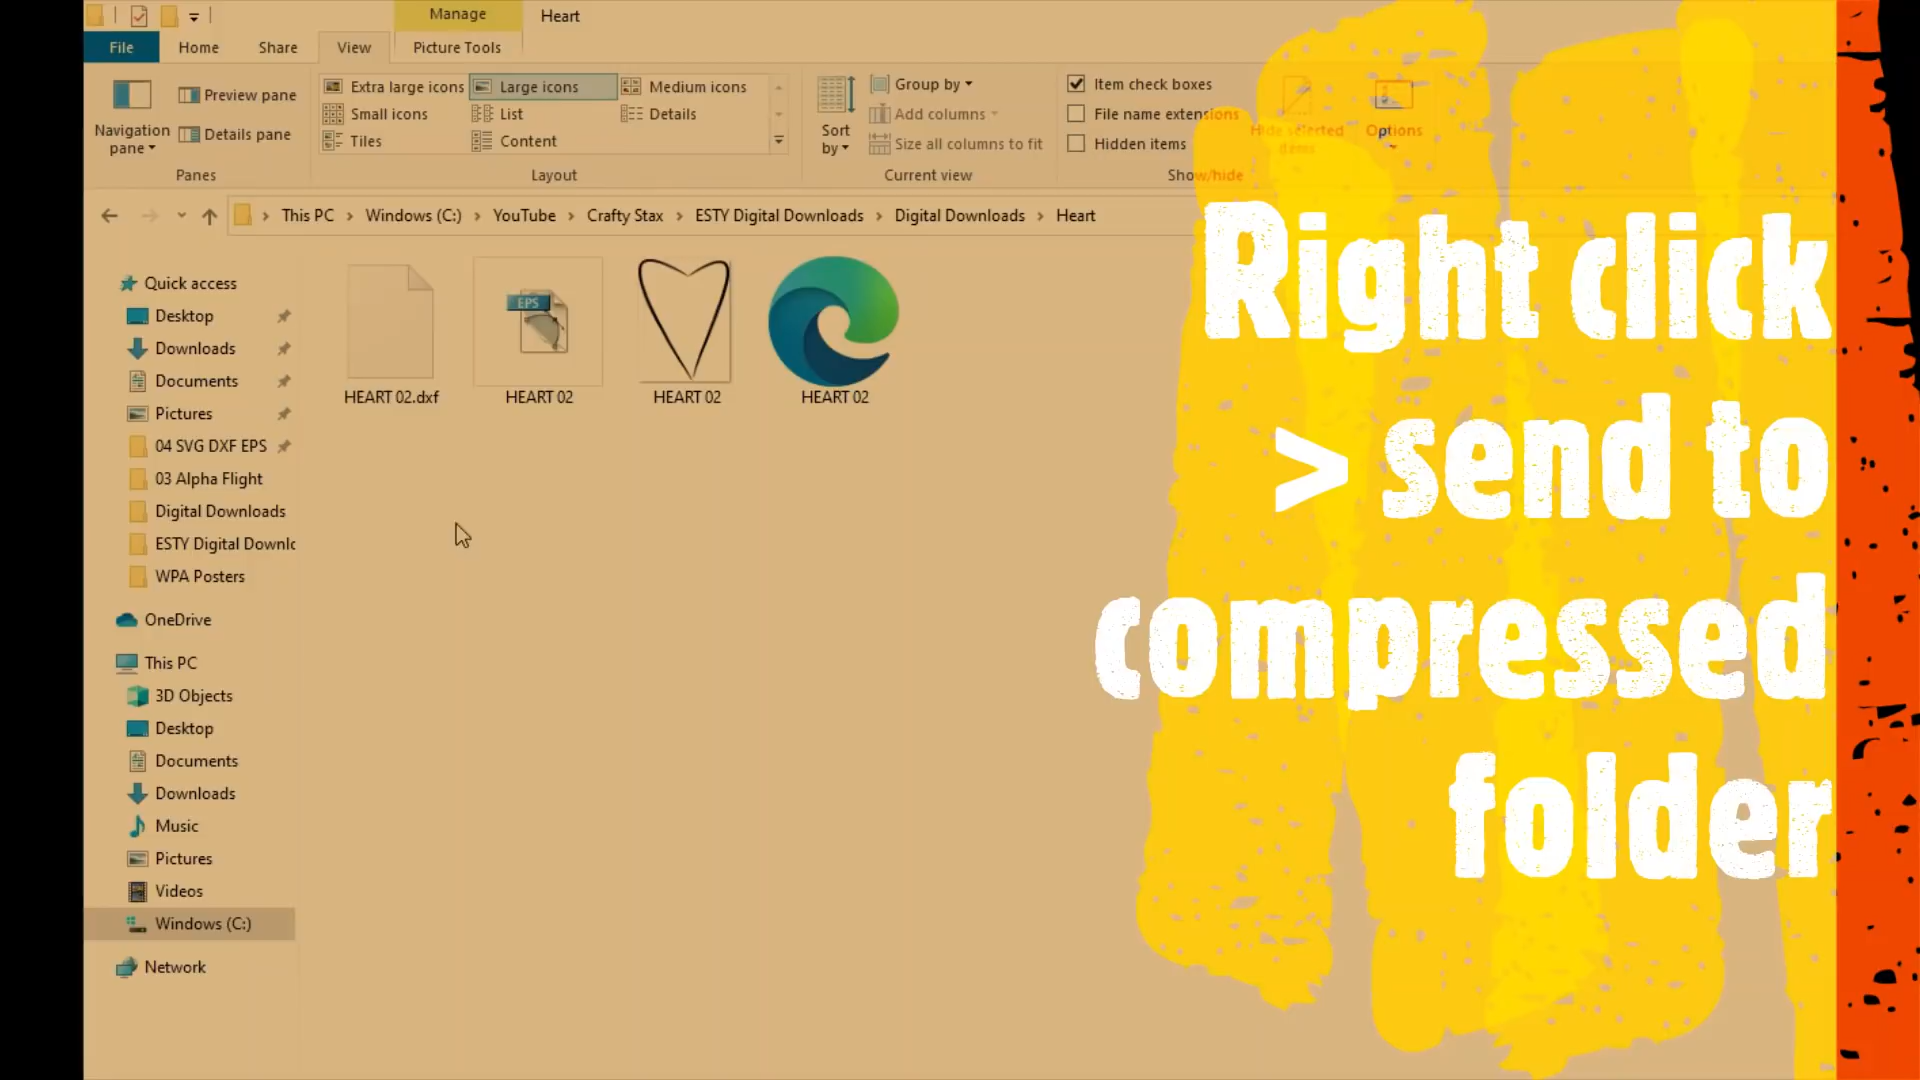 Manage
Heart
File
Home
Share
View
Picture Tools
Navigation
pane
Preview pane
Details pane
Panes
Extra large icons
Large icons
Medium icons
Small icons
List
Details
Tiles
Content
Layout
Sort
by
Group by
Add columns
Size all columns to fit
Current view
Item check boxes
File name extensions
Hidden items
Show/hide
Hide selected
items
Options
This PC > Windows (C:) > YouTube > Crafty Stax > ESTY Digital Downloads > Digital Downloads > Heart
Quick access
Desktop
Downloads
Documents
Pictures
04 SVG DXF EPS
03 Alpha Flight
Digital Downloads
ESTY Digital Downlo
WPA Posters
OneDrive
This PC
3D Objects
Desktop
Documents
Downloads
Music
Pictures
Videos
Windows (C:)
Network
EPS
HEART 02.dxf
HEART 02
HEART 02
HEART 02
Right click
> send to
compressed
folder